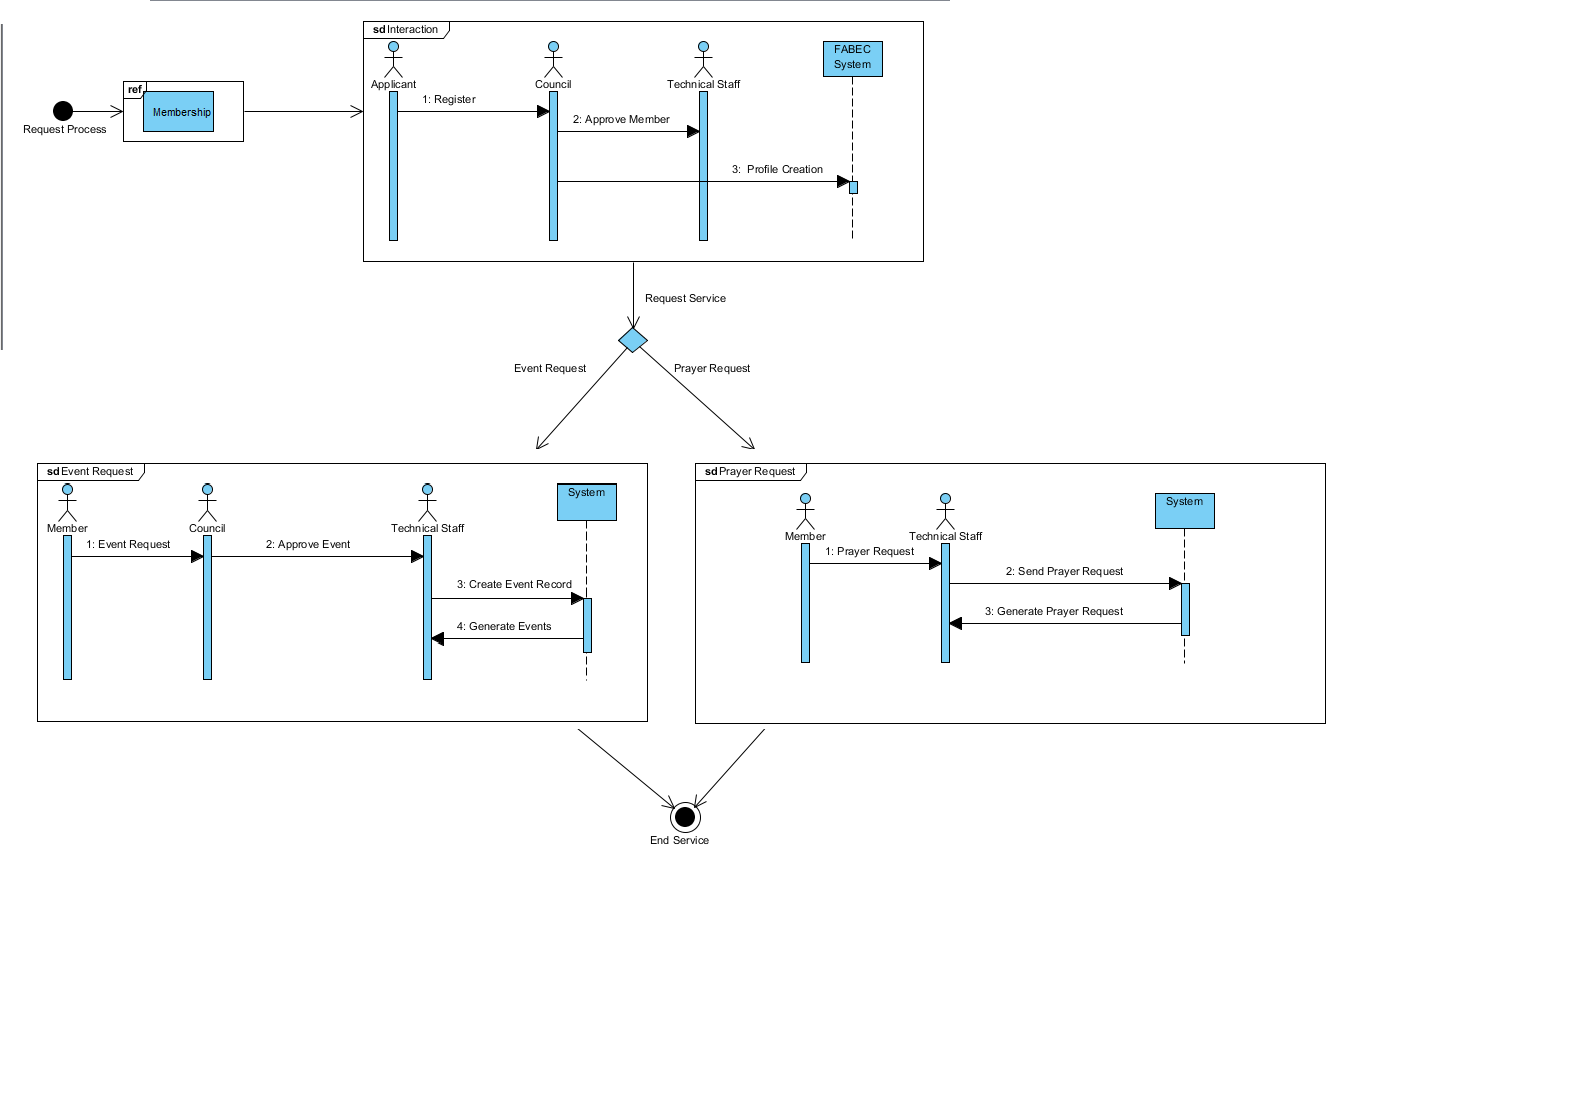 sd Interaction
FABEC
System
Applicant
Council
Technical Staff
ref
Membership
1: Register
Request Process
2: Approve Member
3: Profile Creation
Request Service
Event Request
Prayer Request
sd Event Request
System
Member
Council
Technical Staff
1: Event Request
2: Approve Event
3: Create Event Record
4: Generate Events
sd Prayer Request
System
Member
Technical Staff
1: Prayer Request
2: Send Prayer Request
3: Generate Prayer Request
End Service